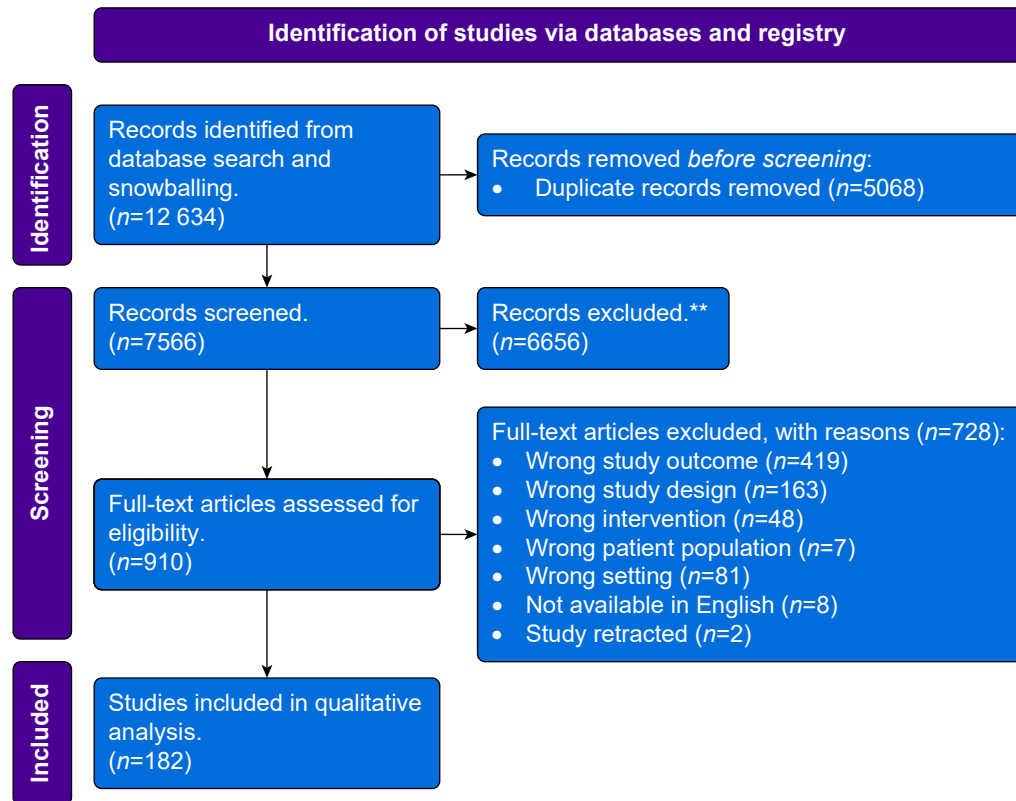 Identification of studies via databases and registry
Identification
Records identified from
database search and
snowballing.
(n=12 634)
Records removed before screening:
• Duplicate records removed (n=5068)
Screening
Records screened.
(n=7566)
Records excluded.**
(n=6656)
Full-text articles assessed for
eligibility.
(n=910)
Full-text articles excluded, with reasons (n=728):
• Wrong study outcome (n=419)
• Wrong study design (n=163)
• Wrong intervention (n=48)
• Wrong patient population (n=7)
• Wrong setting (n=81)
• Not available in English (n=8)
• Study retracted (n=2)
Included
Studies included in qualitative
analysis.
(n=182)